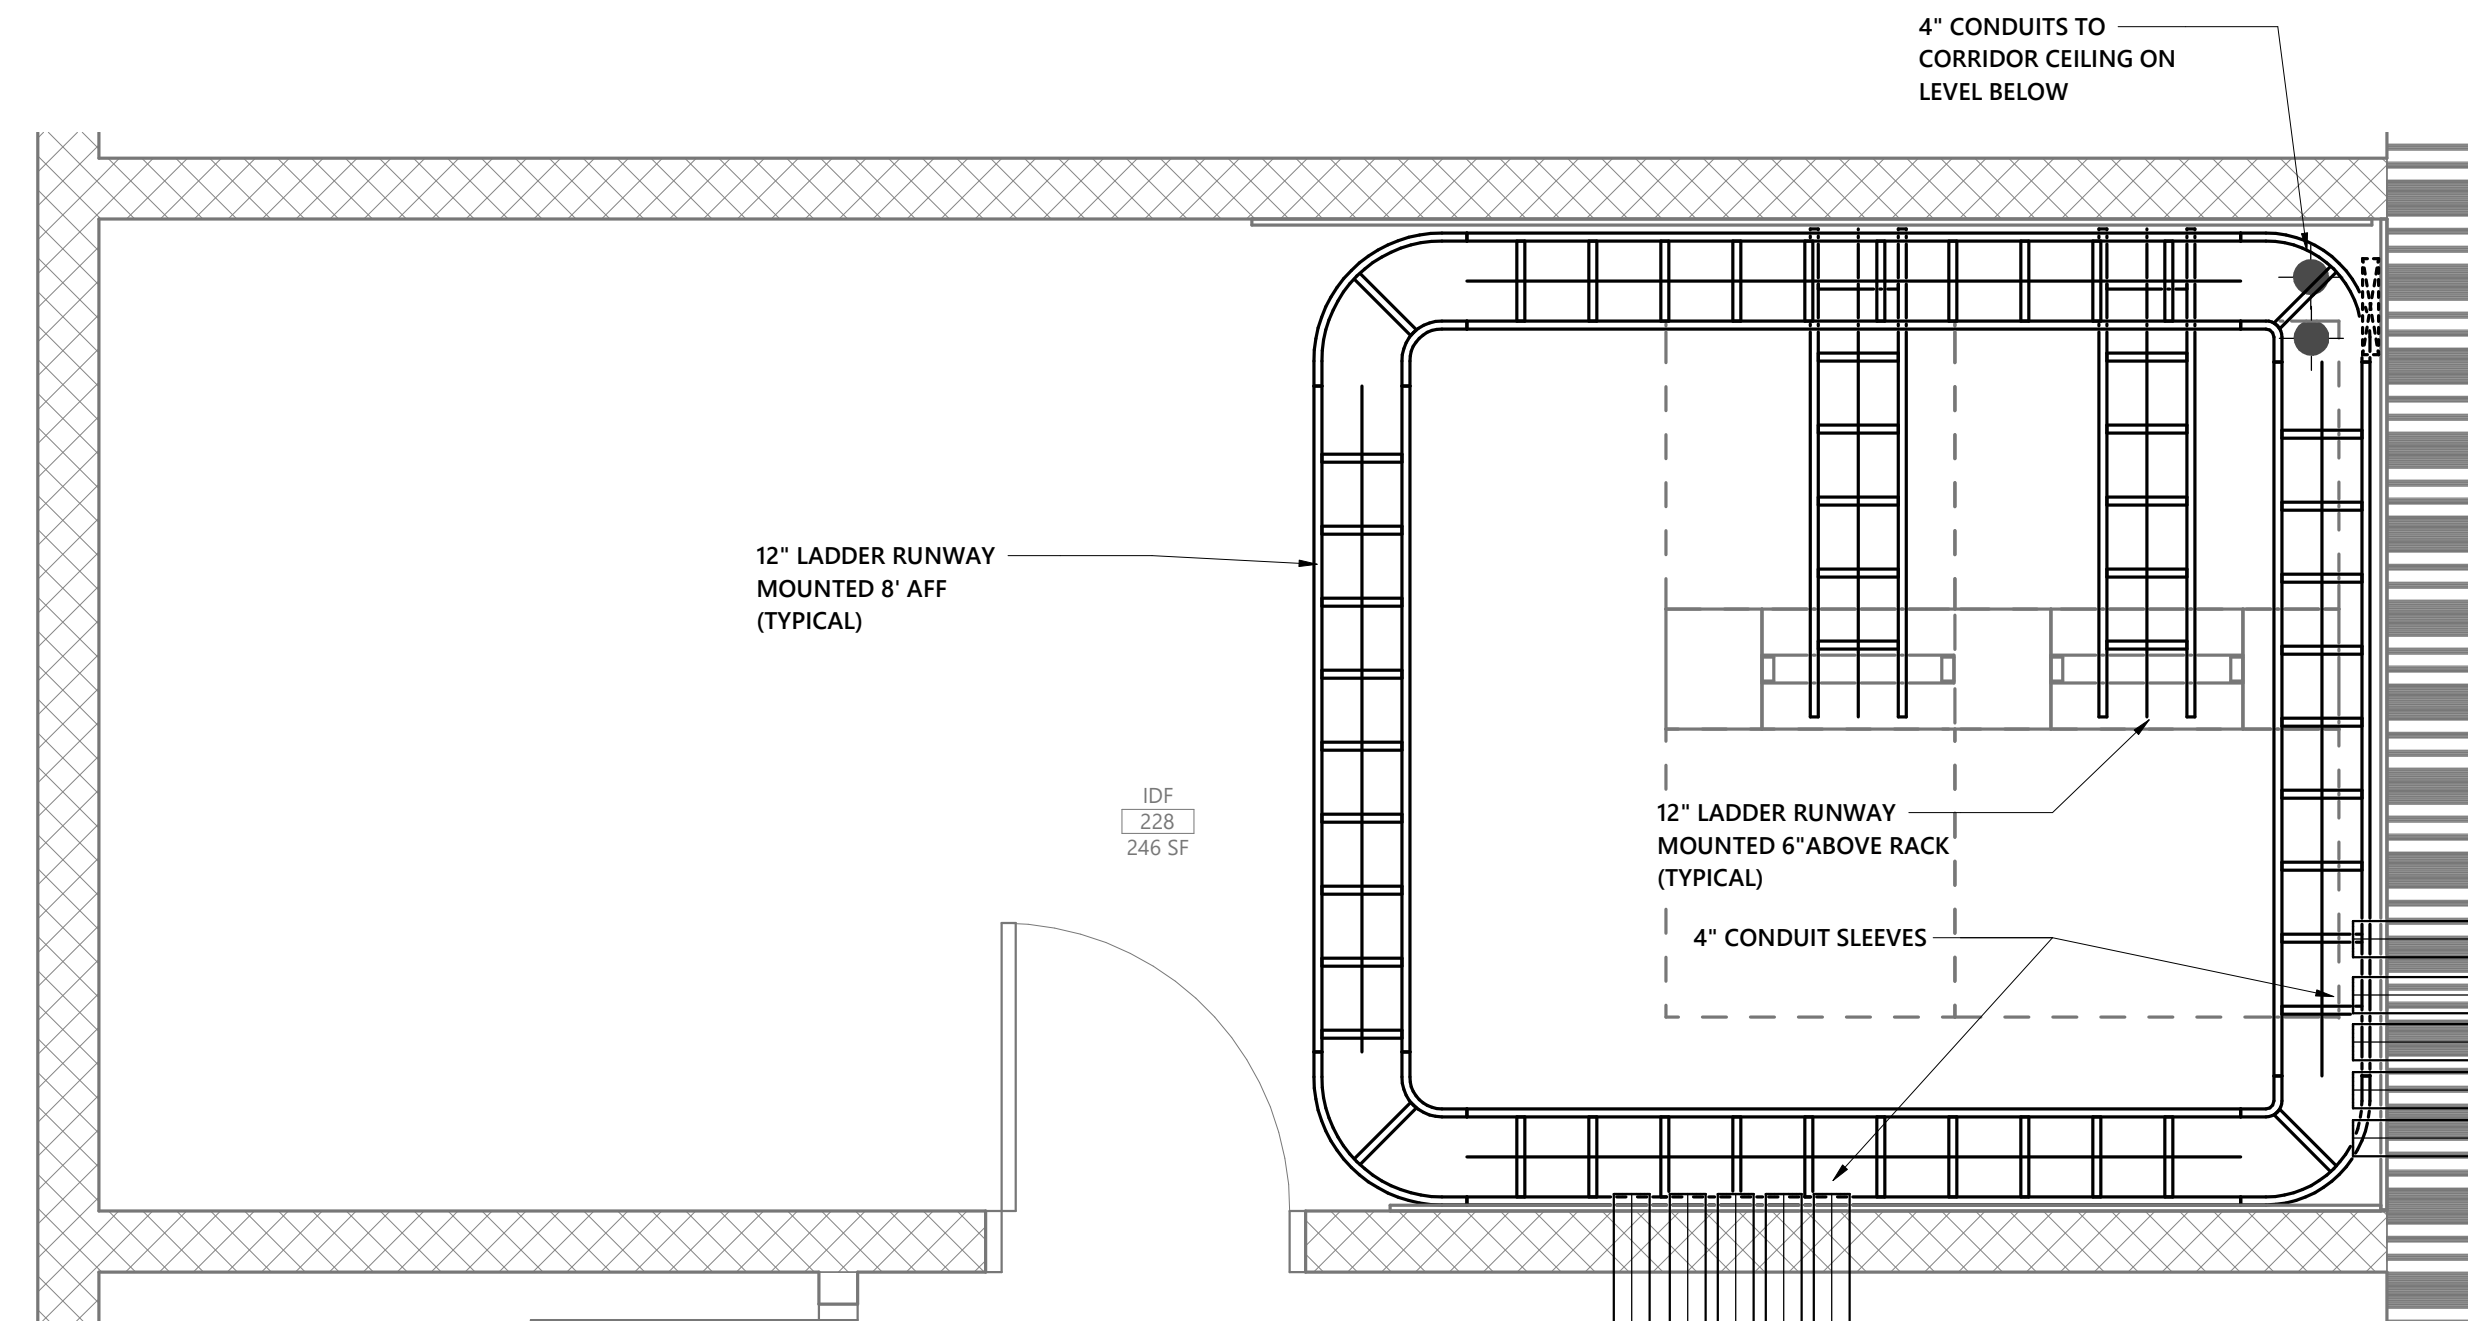 4" CONDUITS TO
CORRIDOR CEILING ON
LEVEL BELOW
12" LADDER RUNWAY
MOUNTED 8' AFF
(TYPICAL)
IDF
228
246 SF
12" LADDER RUNWAY
MOUNTED 6"ABOVE RACK
(TYPICAL)
4" CONDUIT SLEEVES